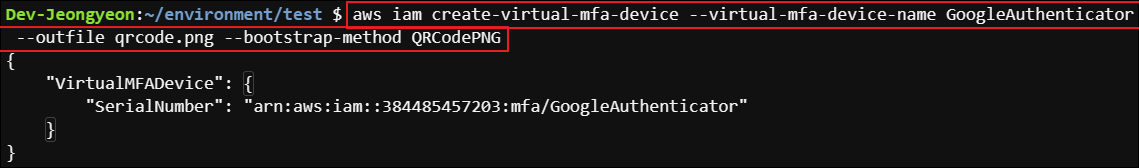 Dev-Jeongyeon:~/environment/test $ aws iam create-virtual-mfa-device --virtual-mfa-device-name GoogleAuthenticator
--outfile qrcode.png --bootstrap-method QRCodePNG
{
"VirtualMFADevice": {
"SerialNumber": "arn:aws:iam::384485457203:mfa/GoogleAuthenticator"
}
}